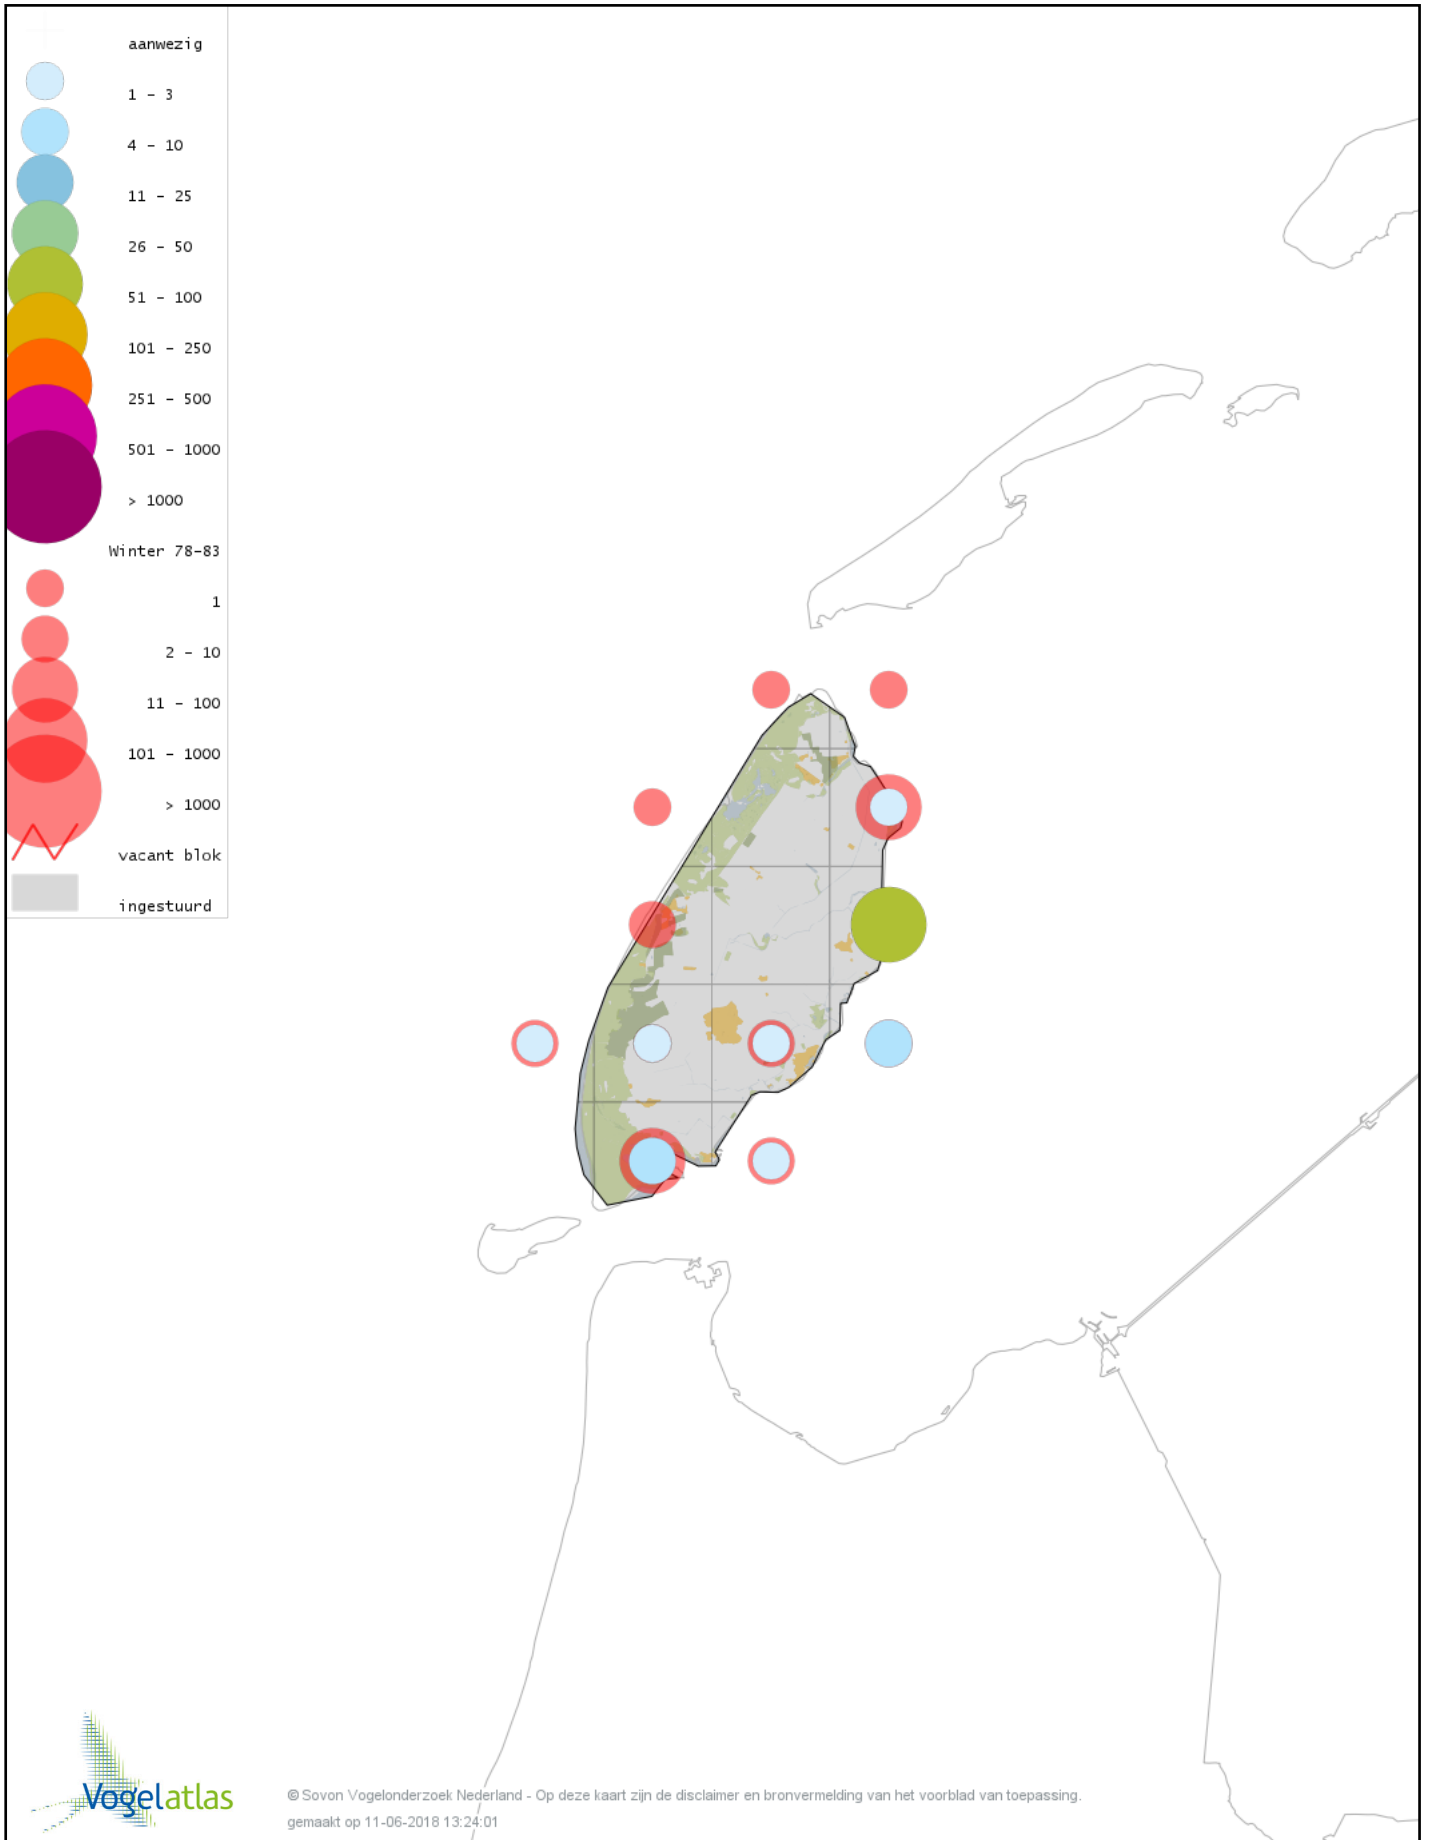 aanwezig
1 - 3
4 - 10
11 - 25
26 - 50
51 - 100
101 - 250
251 - 500
501 - 1000
> 1000
Winter 78-83
1
2 - 10
11 - 100
101 - 1000
> 1000
vacant blok
ingestuurd
Vogelatlas
© Sovon Vogelonderzoek Nederland - Op deze kaart zijn de disclaimer en bronvermelding van het voorblad van toepassing.
gemaakt op 11-06-2018 13:24:01